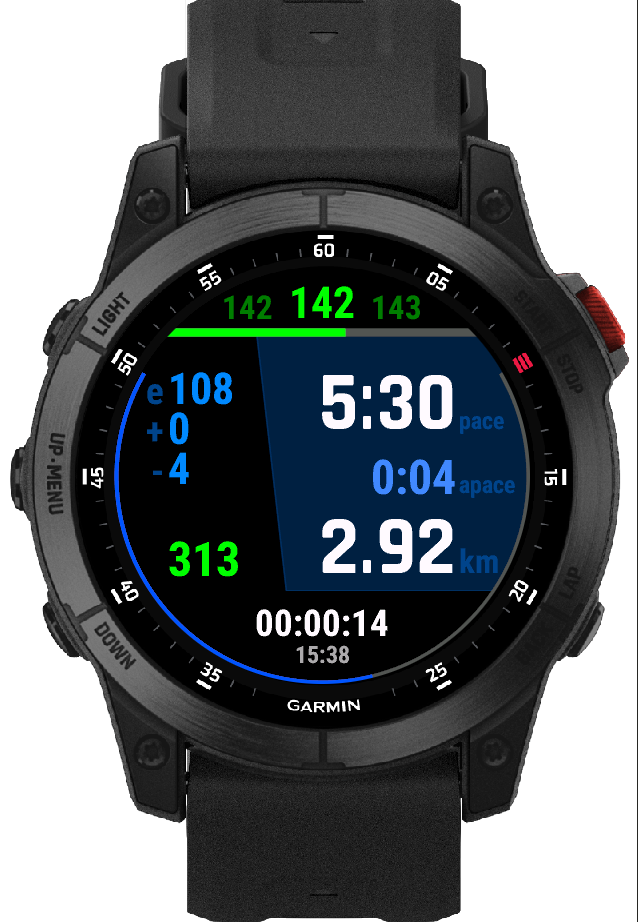 60
55
05
LIGHT
START
STOP
142 142 143
50
e 108
+0
-4
5:30 pace
0:04 apace
2.92 km
UP·MENU
45
15
313
40
20
LAP
DOWN
00:00:14
15:38
35
25
GARMIN